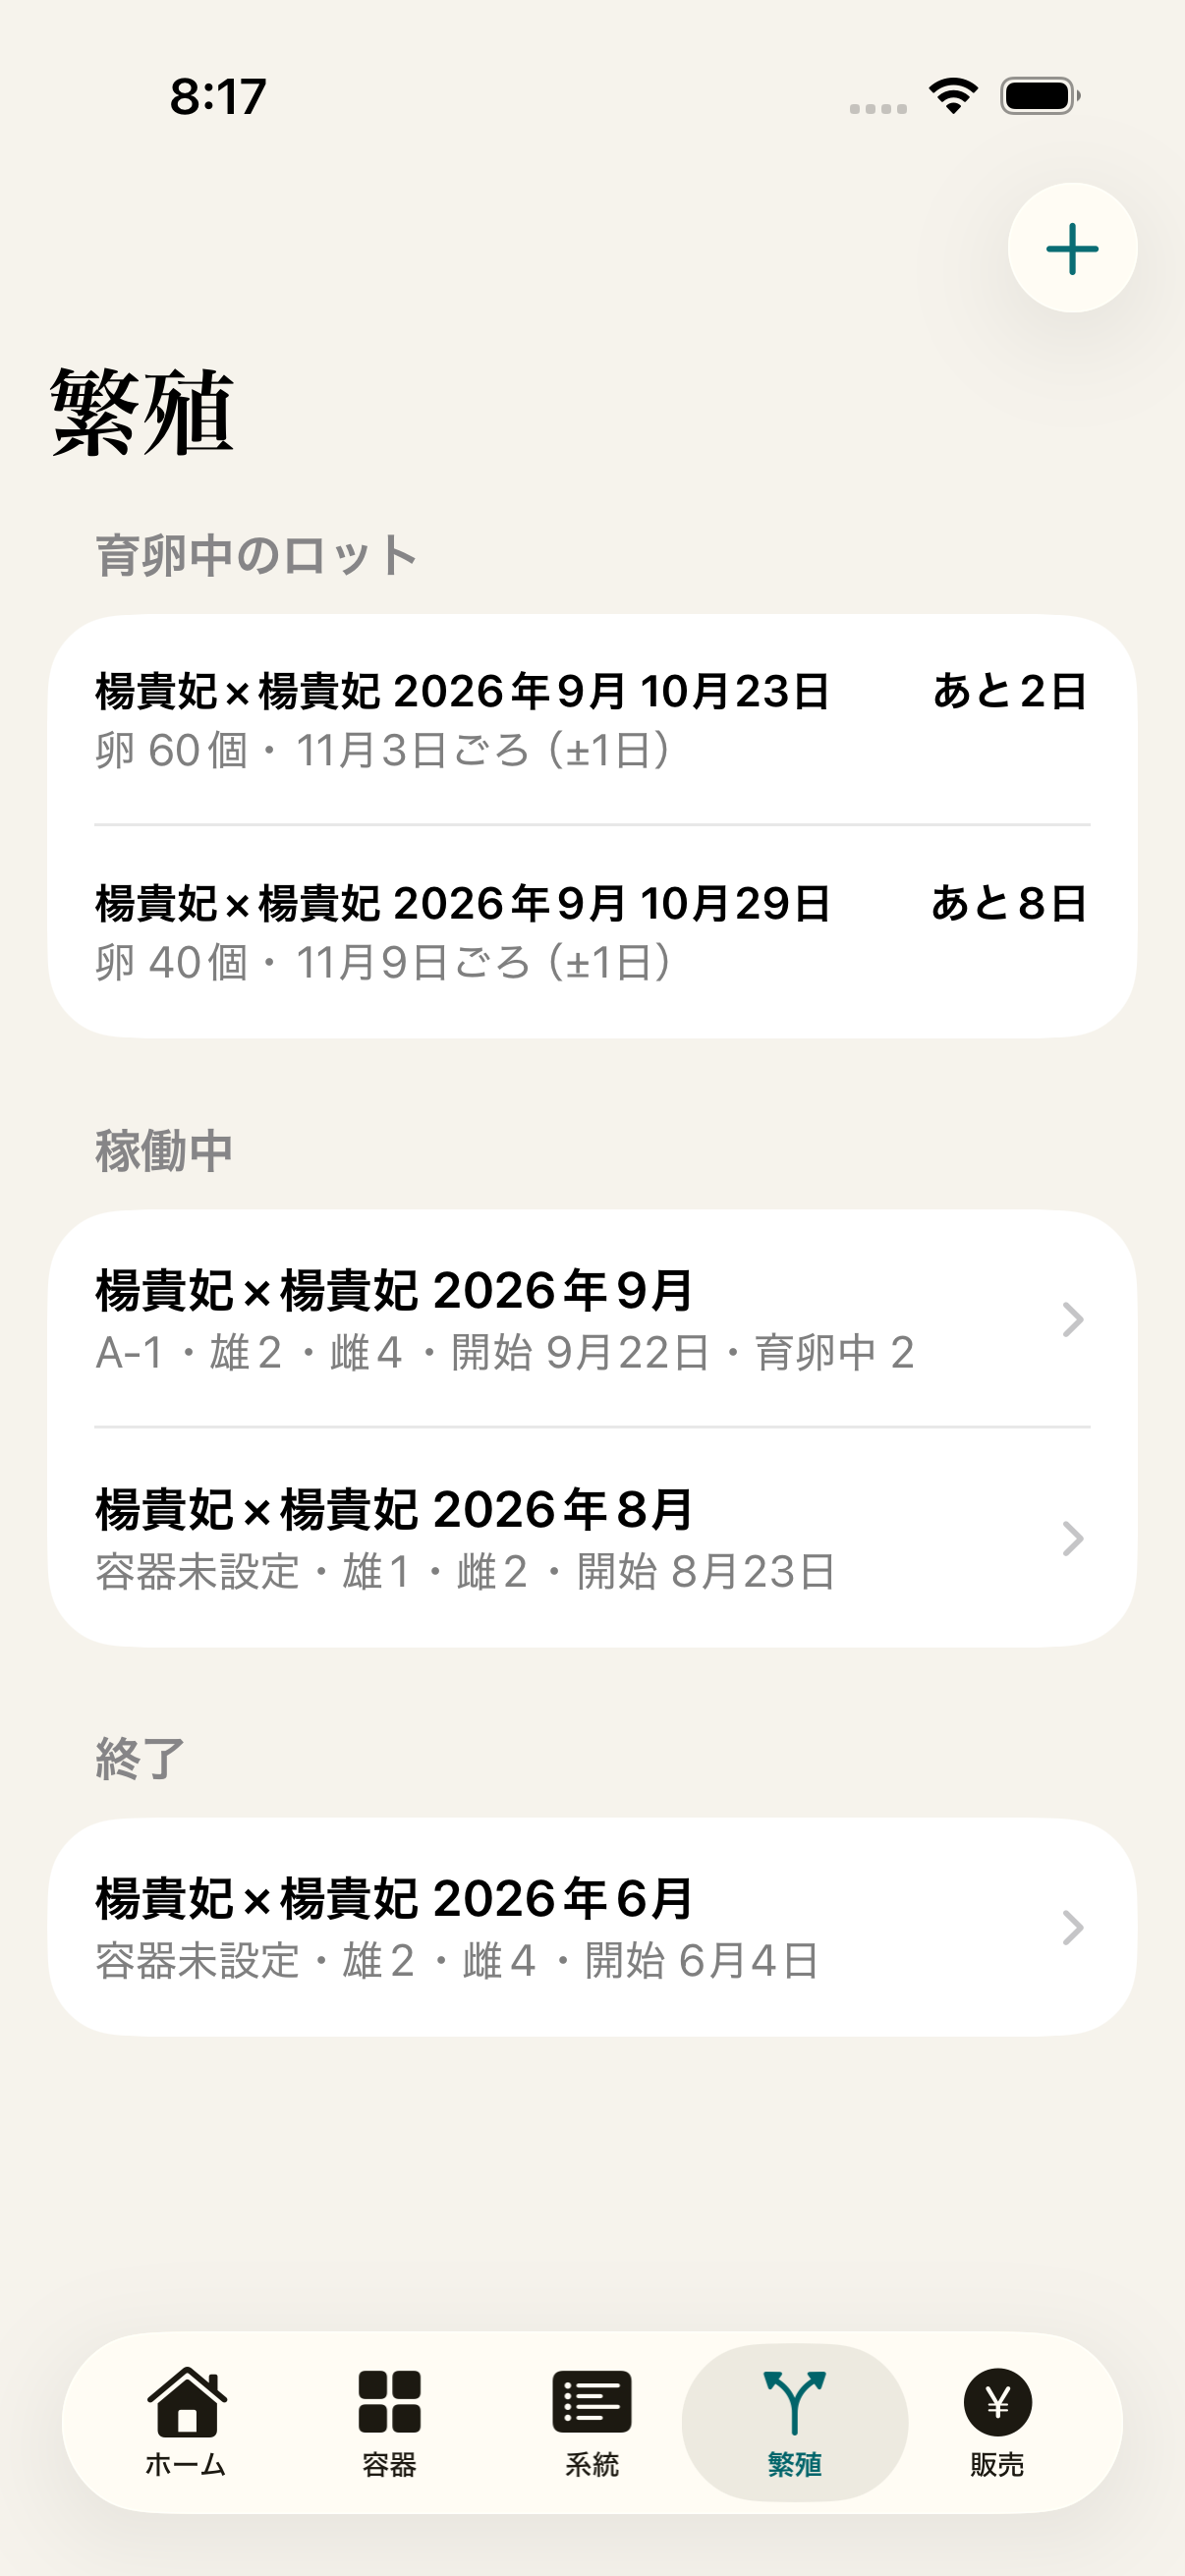 8:17
繁殖
育卵中のロット
楊貴妃×楊貴妃 2026年9月 10月23日 あと2日
卵 60個・11月3日ごろ（±1日）
楊貴妃×楊貴妃 2026年9月 10月29日 あと8日
卵 40個・11月9日ごろ（±1日）
稼働中
楊貴妃×楊貴妃 2026年9月
A-1・雄2・雌4・開始 9月22日・育卵中 2
楊貴妃×楊貴妃 2026年8月
容器未設定・雄1・雌2・開始 8月23日
終了
楊貴妃×楊貴妃 2026年6月
容器未設定・雄2・雌4・開始 6月4日
ホーム 容器 系統 繁殖 販売